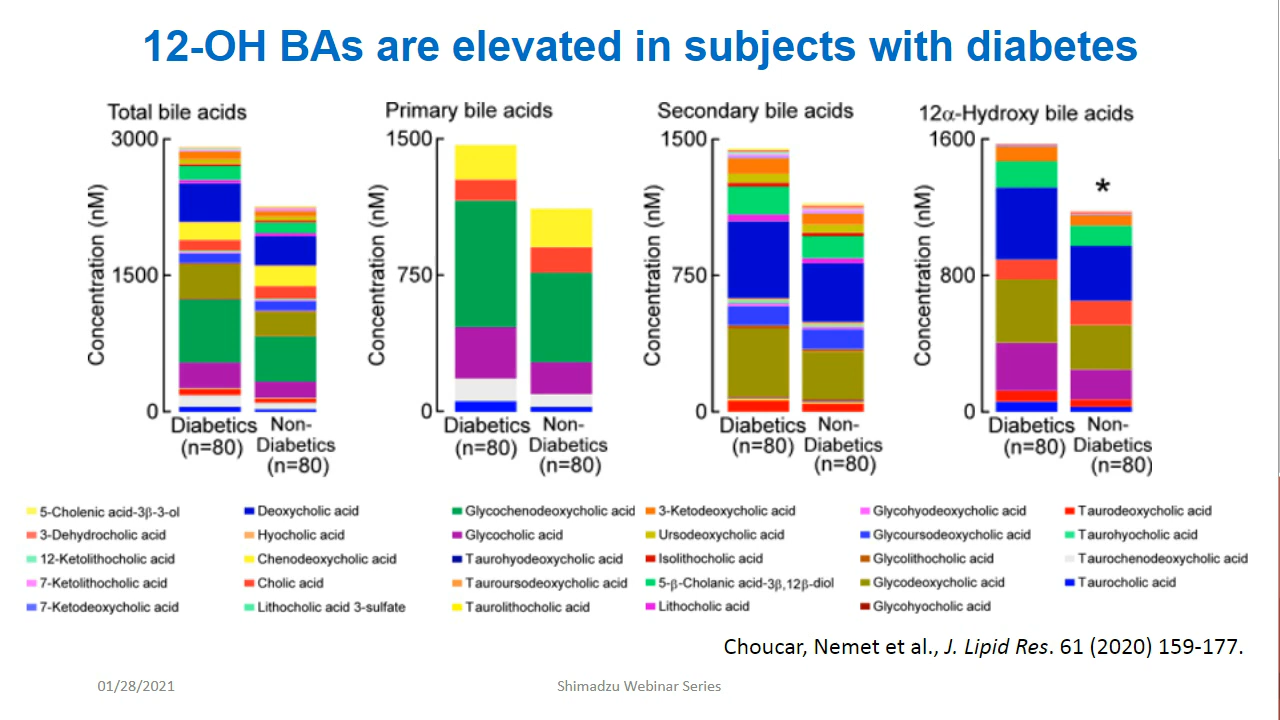 12-OH BAs are elevated in subjects with diabetes
Total bile acids
3000
1500
0
Concentration (nM)
Diabetics
(n=80)
Non-
Diabetics
(n=80)
Primary bile acids
1500
750
0
Concentration (nM)
Diabetics
(n=80)
Non-
Diabetics
(n=80)
Secondary bile acids
1500
750
0
Concentration (nM)
Diabetics
(n=80)
Non-
Diabetics
(n=80)
12α-Hydroxy bile acids
1600
800
0
Concentration (nM)
*
Diabetics
(n=80)
Non-
Diabetics
(n=80)
5-Cholenic acid-3β-3-ol
3-Dehydrocholic acid
12-Ketolithocholic acid
7-Ketolithocholic acid
7-Ketodeoxycholic acid
Deoxycholic acid
Hyocholic acid
Chenodeoxycholic acid
Cholic acid
Lithocholic acid 3-sulfate
Glycochenodeoxycholic acid
Glycocholic acid
Taurohyodeoxycholic acid
Tauroursodeoxycholic acid
Taurolithocholic acid
3-Ketodeoxycholic acid
Ursodeoxycholic acid
Isolithocholic acid
5-β-Cholanic acid-3β,12β-diol
Lithocholic acid
Glycohyodeoxycholic acid
Glycoursodeoxycholic acid
Glycolithocholic acid
Glycodeoxycholic acid
Glycohyocholic acid
Taurodeoxycholic acid
Taurohyocholic acid
Taurochenodeoxycholic acid
Taurocholic acid
Choucar, Nemet et al., J. Lipid Res. 61 (2020) 159-177.
01/28/2021
Shimadzu Webinar Series